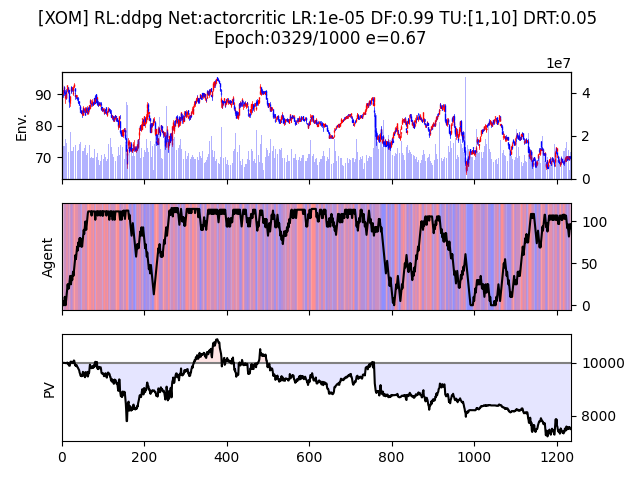 [XOM] RL:ddpg Net:actorcritic LR:1e-05 DF:0.99 TU:[1,10] DRT:0.05
Epoch:0329/1000 e=0.67
1e7
Env.
90
80
70
4
2
0
Agent
100
50
0
PV
10000
8000
0 200 400 600 800 1000 1200